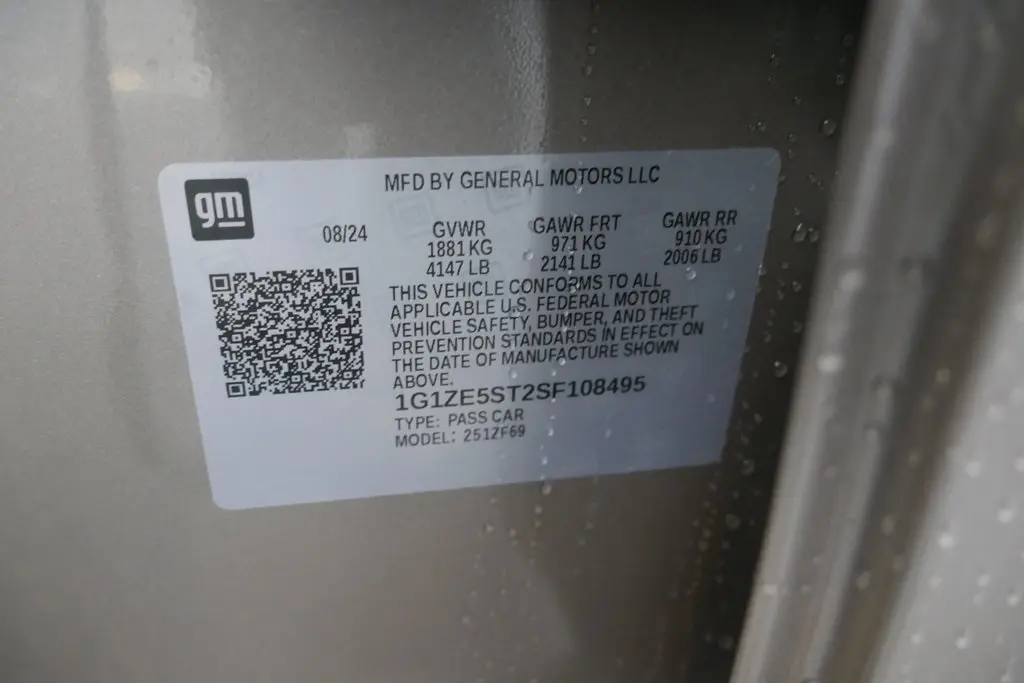 MFD BY GENERAL MOTORS LLC
gm
08/24
GVWR GAWR FRT GAWR RR
1881 KG 971 KG 910 KG
4147 LB 2141 LB 2006 LB
THIS VEHICLE CONFORMS TO ALL
APPLICABLE U.S. FEDERAL MOTOR
VEHICLE SAFETY, BUMPER, AND THEFT
PREVENTION STANDARDS IN EFFECT ON
THE DATE OF MANUFACTURE SHOWN
ABOVE.
1G1ZE5ST2SF108495
TYPE: PASS CAR
MODEL: 251ZF69